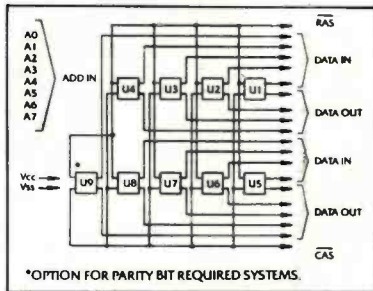 A0
A1
A2
A3
A4
A5
A6
A7
ADD IN
RAS
DATA IN
DATA OUT
DATA IN
DATA OUT
CAS
U4 U3 U2 U1
* U9 U8 U7 U6 U5
Vcc
Vss
*OPTION FOR PARITY BIT REQUIRED SYSTEMS.